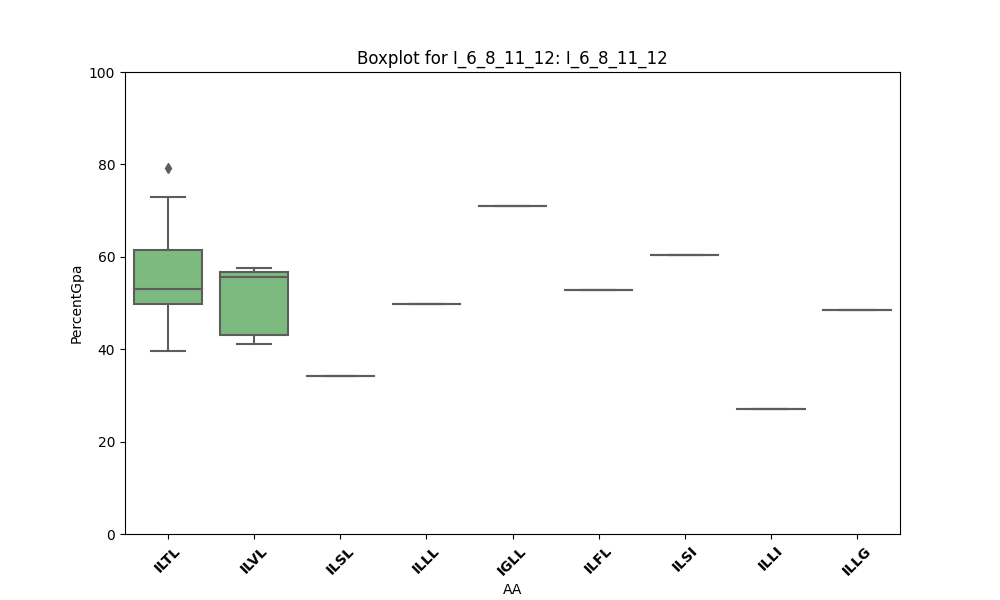 Boxplot for I_6_8_11_12: I_6_8_11_12
100
80
60
40
20
0
PercentGpa
ILTL
ILVL
ILSL
ILLL
IGLL
ILFL
ILSI
ILLI
ILLG
AA